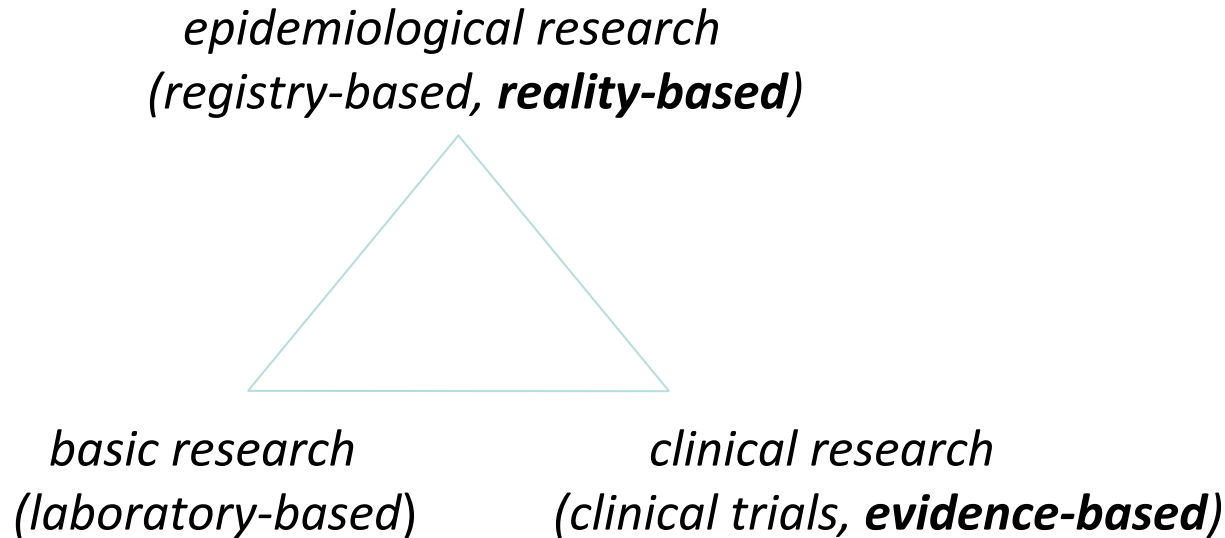 epidemiological research
(registry-based, reality-based)
basic research
(laboratory-based)
clinical research
(clinical trials, evidence-based)